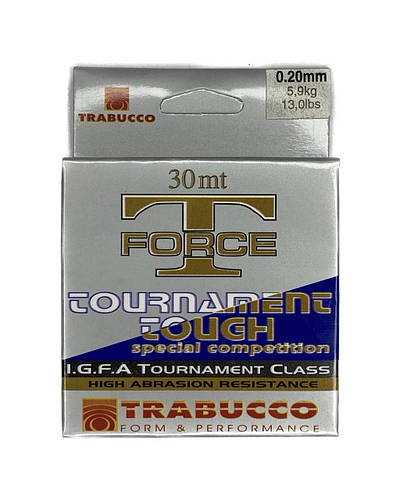 0.20mm
5,9kg
13,0lbs
TRABUCCO
30mt
T
FORCE
TOURNAMENT
TOUGH
special competition
I.G.F.A TOURNAMENT CLASS
HIGH ABRASION RESISTANCE
TRABUCCO
FORM & PERFORMANCE